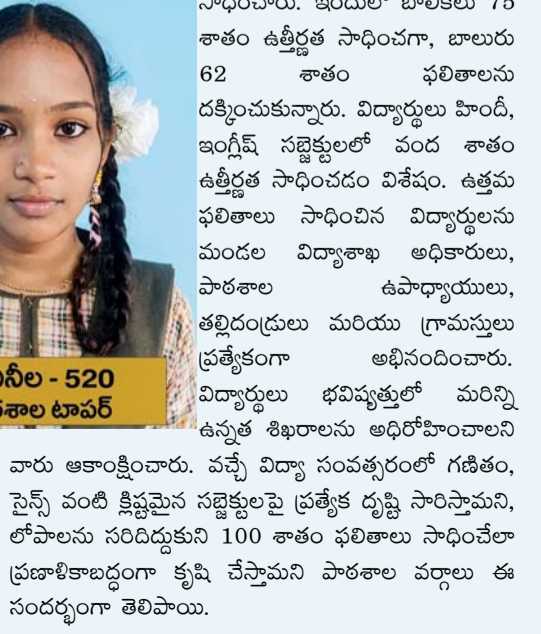 సాధించారు. ఇందులో బాలికలు 75
శాతం ఉత్తీర్ణత సాధించగా, బాలురు
62 శాతం ఫలితాలను
దక్కించుకున్నారు. విద్యార్థులు హిందీ,
ఇంగ్లీష్ సబ్జెక్టులలో వంద శాతం
ఉత్తీర్ణత సాధించడం విశేషం. ఉత్తమ
ఫలితాలు సాధించిన విద్యార్థులను
మండల విద్యాశాఖ అధికారులు,
పాఠశాల ఉపాధ్యాయులు,
తల్లిదండ్రులు మరియు గ్రామస్తులు
ప్రత్యేకంగా అభినందించారు.
విద్యార్థులు భవిష్యత్తులో మరిన్ని
ఉన్నత శిఖరాలను అధిరోహించాలని
వారు ఆకాంక్షించారు. వచ్చే విద్యా సంవత్సరంలో గణితం,
సైన్స్ వంటి క్లిష్టమైన సబ్జెక్టులపై ప్రత్యేక దృష్టి సారిస్తామని,
లోపాలను సరిదిద్దుకుని 100 శాతం ఫలితాలు సాధించేలా
ప్రణాళికాబద్ధంగా కృషి చేస్తామని పాఠశాల వర్గాలు ఈ
సందర్భంగా తెలిపాయి.
- 520
టాపర్